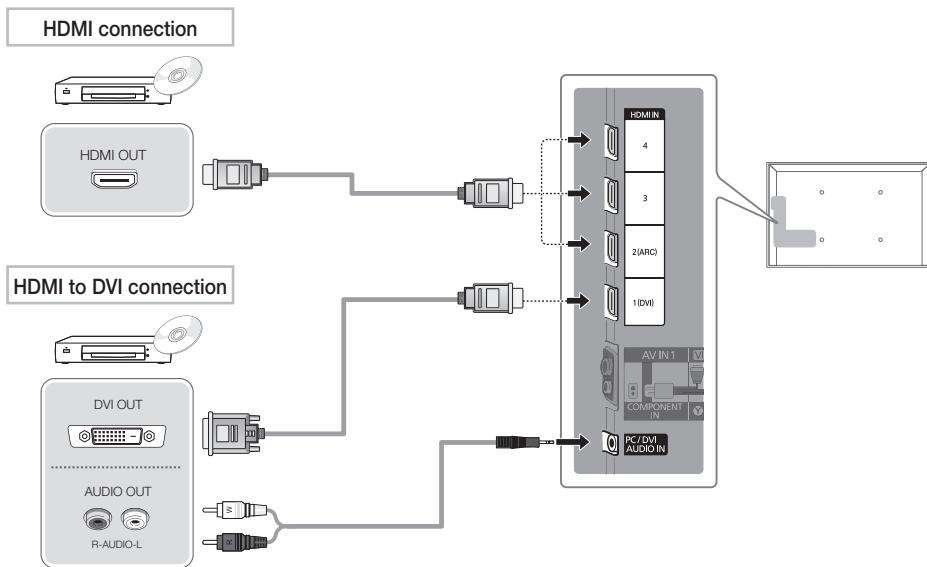 HDMI connection
HDMI OUT
HDMI IN
4
3
2(ARC)
1(DVI)
HDMI to DVI connection
DVI OUT
AUDIO OUT
R-AUDIO-L
W
R
AV IN 1
COMPONENT
IN
Y
PC / DVI
AUDIO IN